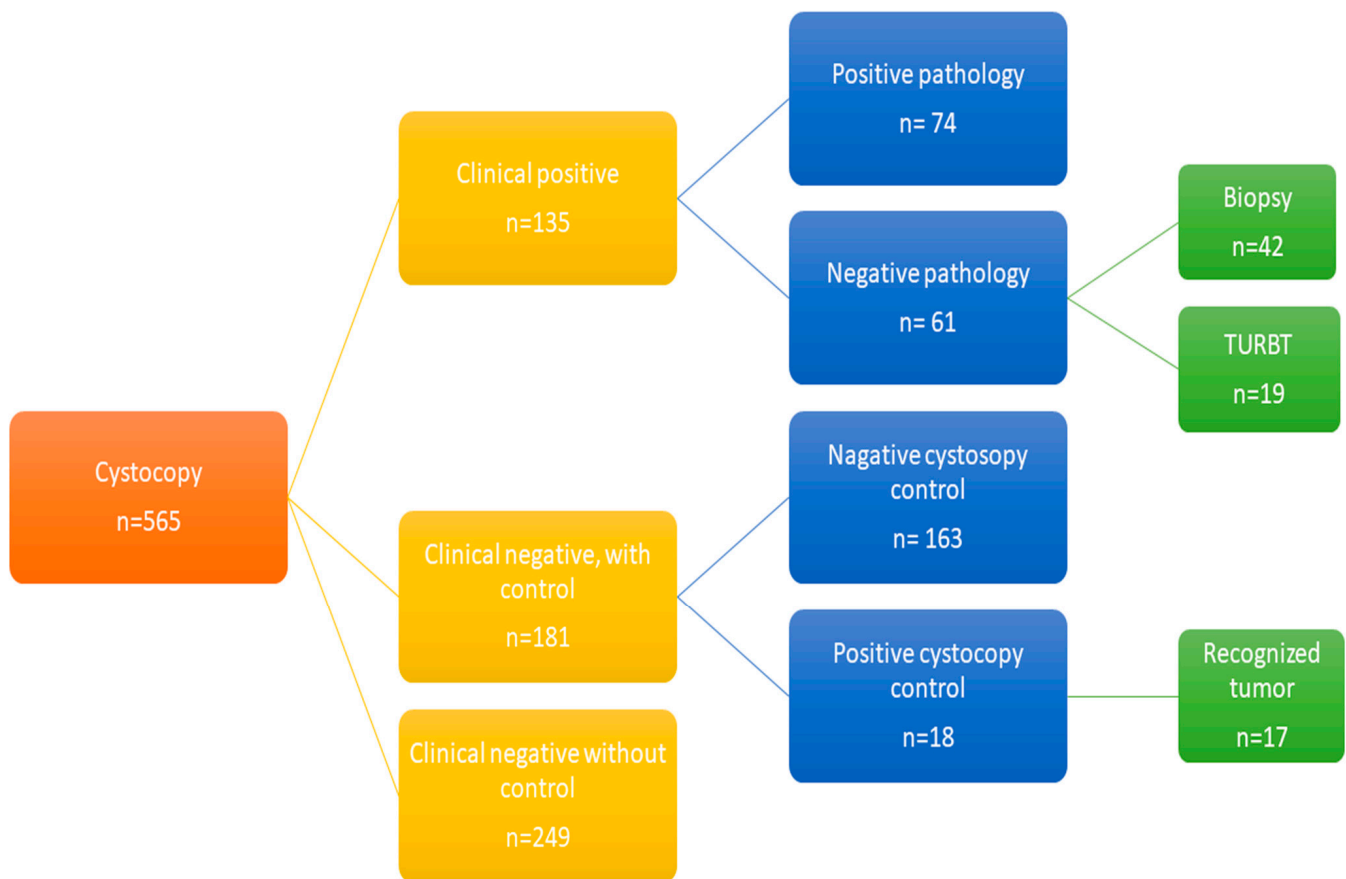 Cystocopy
n=565
Clinical positive
n=135
Clinical negative, with
control
n=181
Clinical negative without
control
n=249
Positive pathology
n= 74
Negative pathology
n= 61
Nagative cystosopy
control
n= 163
Positive cystocopy
control
n=18
Biopsy
n=42
TURBT
n=19
Recognized
tumor
n=17